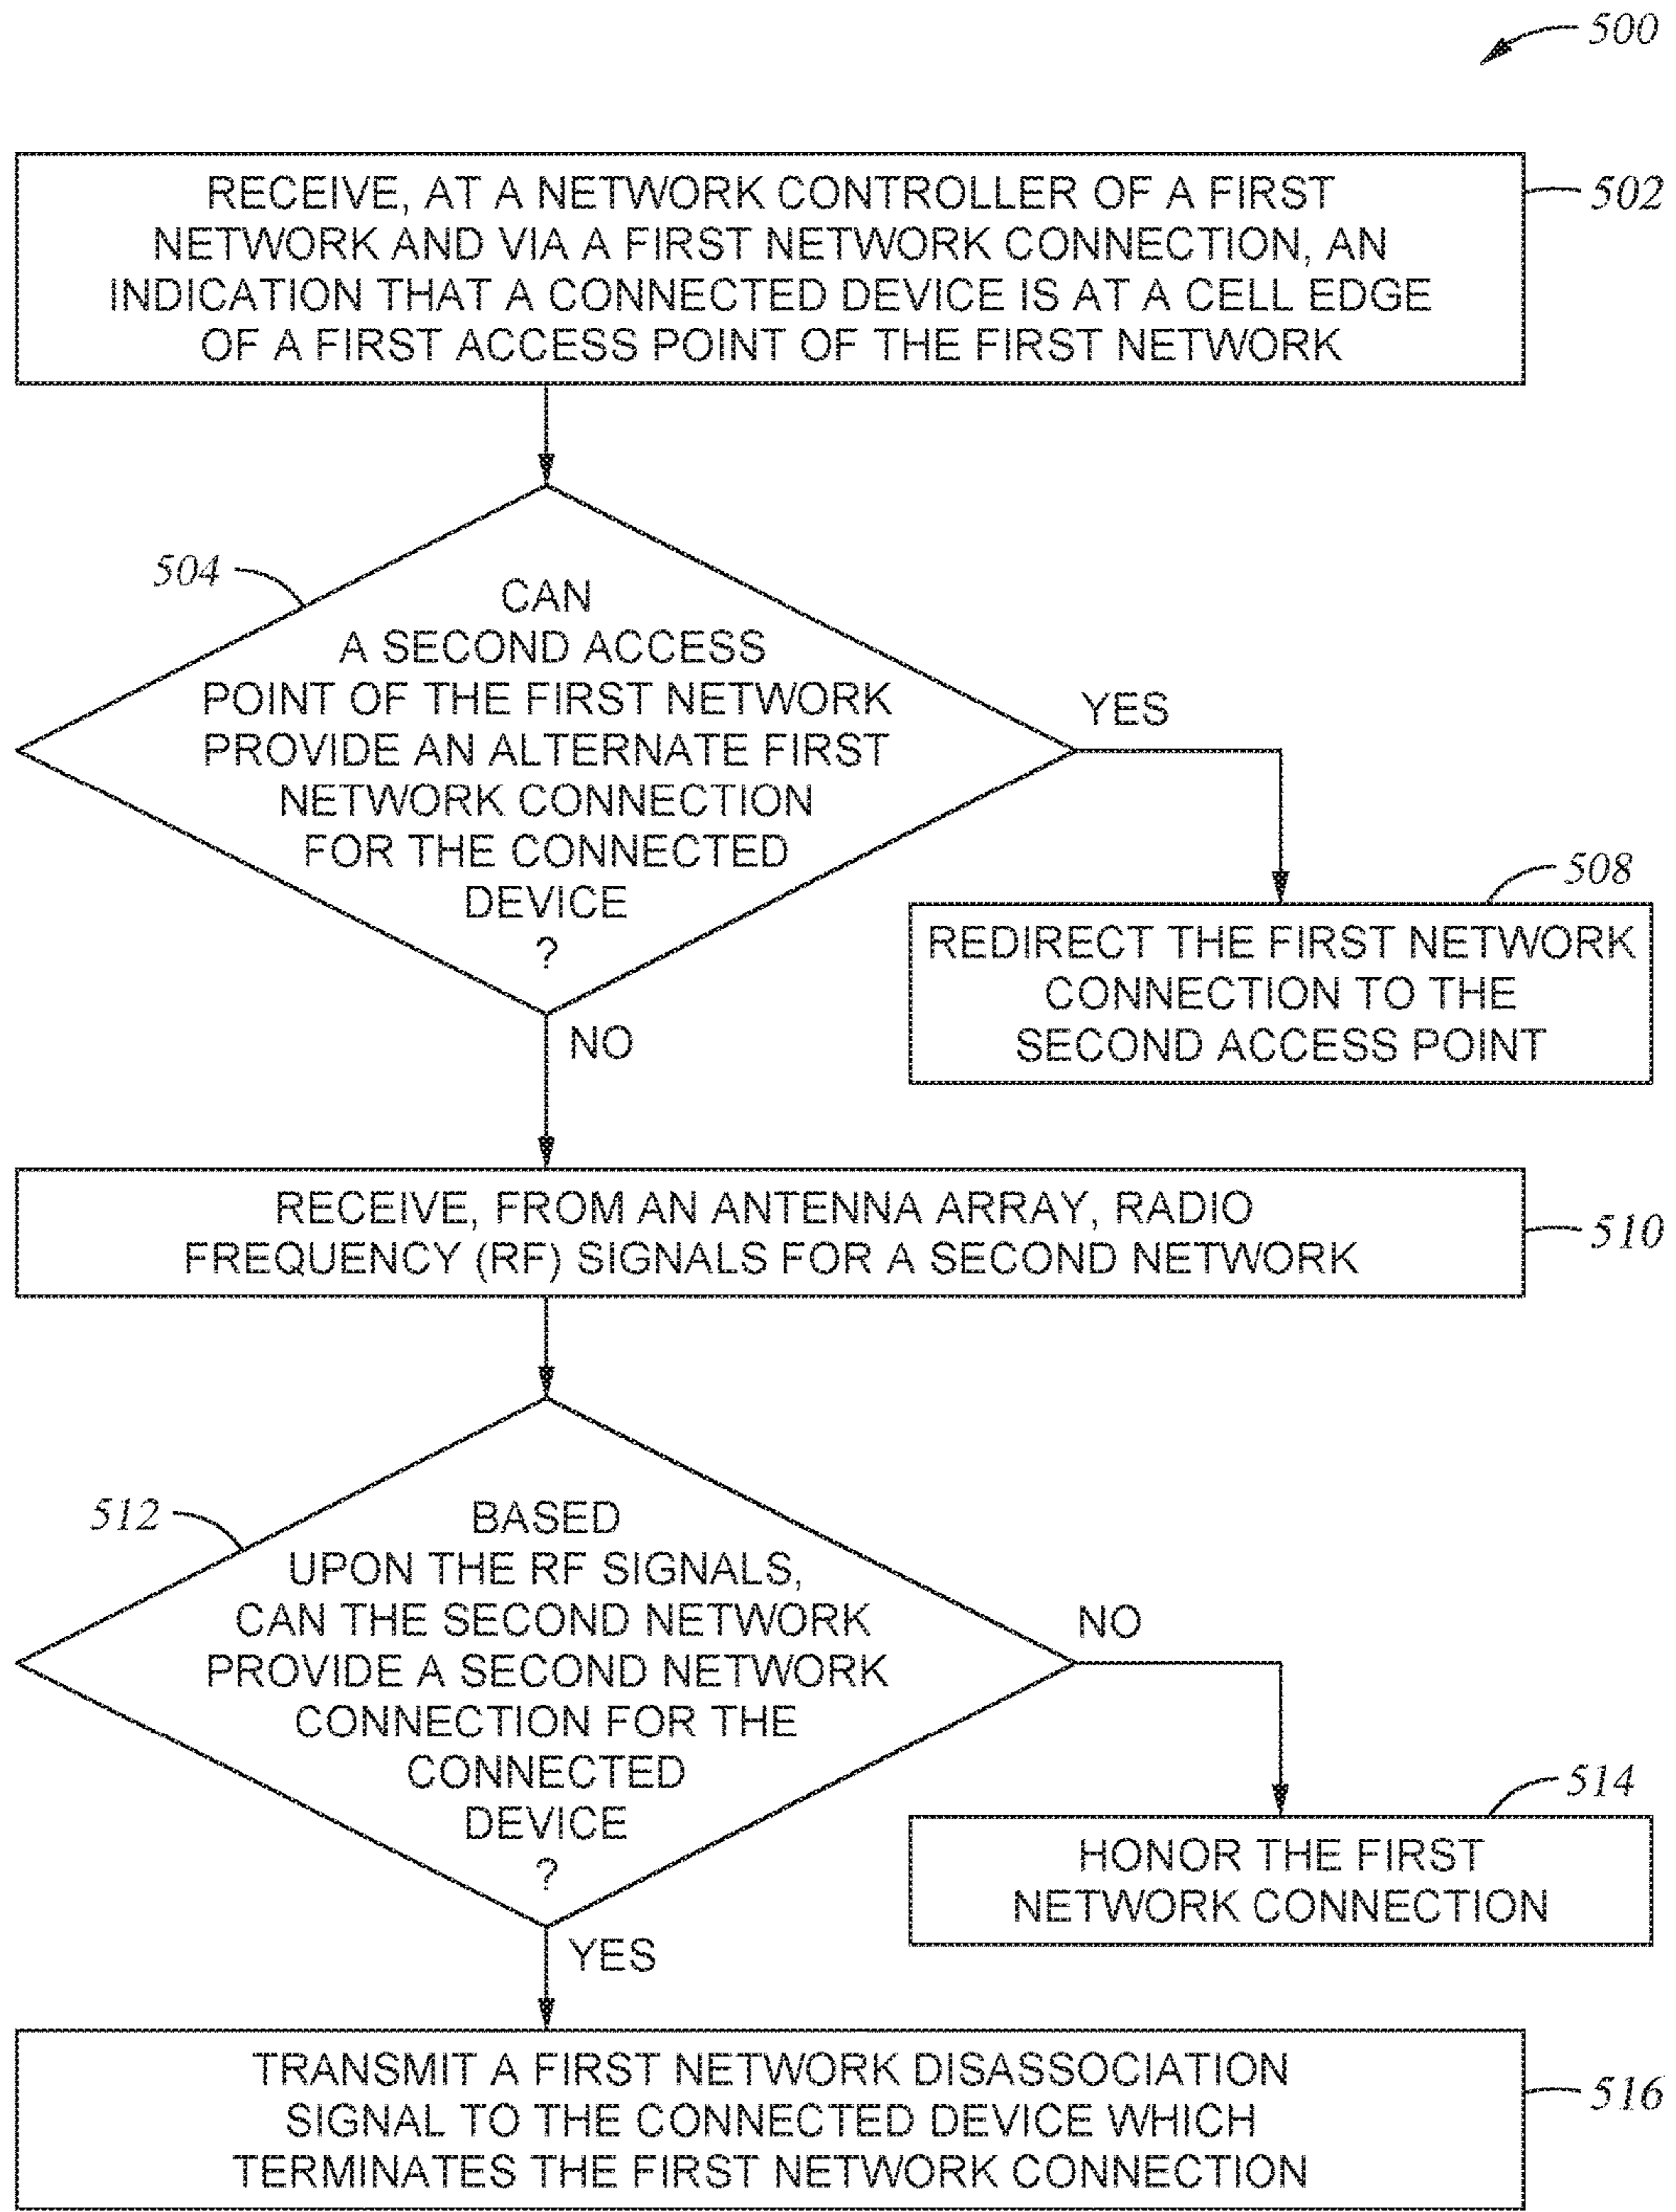 500
RECEIVE, AT A NETWORK CONTROLLER OF A FIRST
NETWORK AND VIA A FIRST NETWORK CONNECTION, AN
INDICATION THAT A CONNECTED DEVICE IS AT A CELL EDGE
OF A FIRST ACCESS POINT OF THE FIRST NETWORK
502
504
CAN
A SECOND ACCESS
POINT OF THE FIRST NETWORK
PROVIDE AN ALTERNATE FIRST
NETWORK CONNECTION
FOR THE CONNECTED
DEVICE
?
YES
508
REDIRECT THE FIRST NETWORK
CONNECTION TO THE
SECOND ACCESS POINT
NO
RECEIVE, FROM AN ANTENNA ARRAY, RADIO
FREQUENCY (RF) SIGNALS FOR A SECOND NETWORK
510
512
BASED
UPON THE RF SIGNALS,
CAN THE SECOND NETWORK
PROVIDE A SECOND NETWORK
CONNECTION FOR THE
CONNECTED
DEVICE
?
NO
514
HONOR THE FIRST
NETWORK CONNECTION
YES
TRANSMIT A FIRST NETWORK DISASSOCIATION
SIGNAL TO THE CONNECTED DEVICE WHICH
TERMINATES THE FIRST NETWORK CONNECTION
516